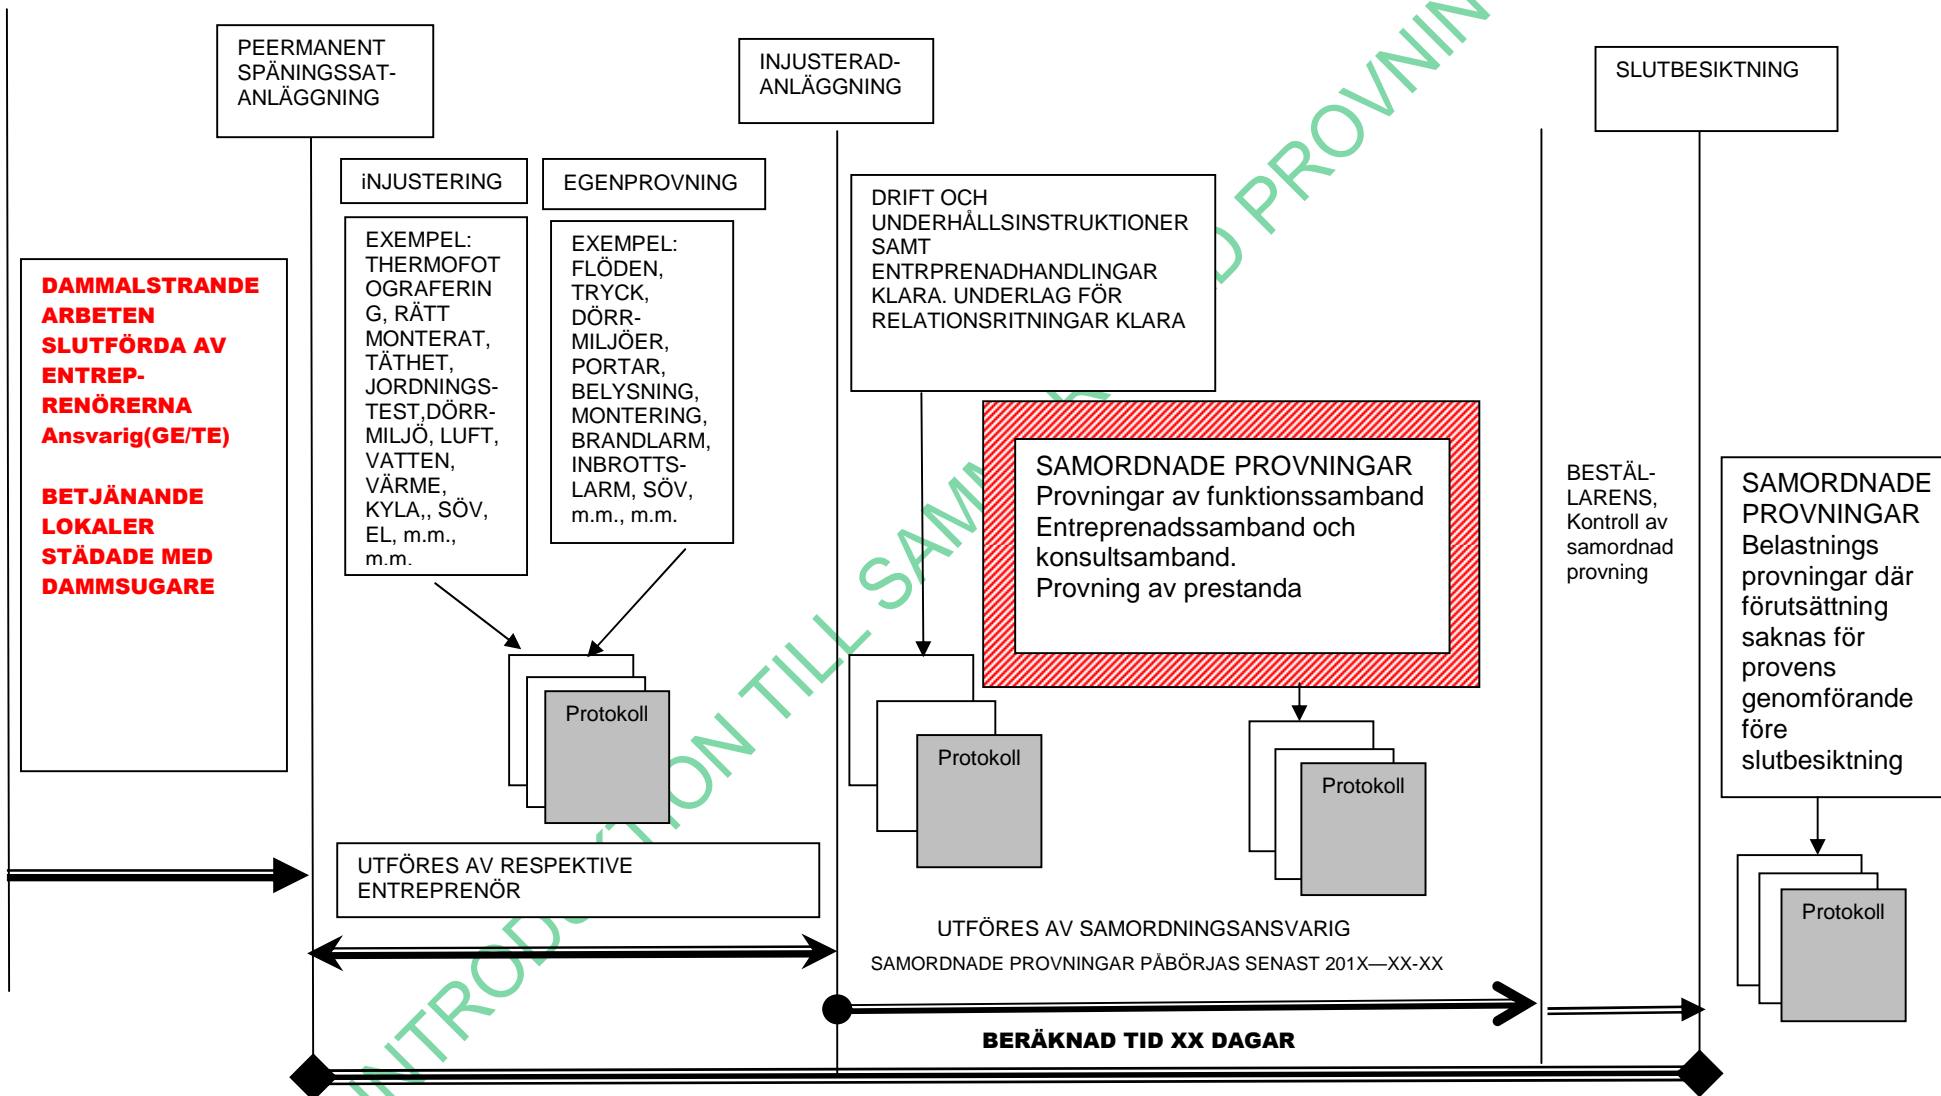 PEERMANENT
SPÄNINGSSAT-
ANLÄGGNING
INJUSTERAD-
ANLÄGGNING
SLUTBESIKTNING
iNJUSTERING
EGENPROVNING
DAMMALSTRANDE
ARBETEN
SLUTFÖRDA AV
ENTREP-
RENÖRERNA
Ansvarig(GE/TE)
BETJÄNANDE
LOKALER
STÄDADE MED
DAMMSUGARE
EXEMPEL:
THERMOFOT
OGRAFERIN
G, RÄTT
MONTERAT,
TÄTHET,
JORDNINGS-
TEST,DÖRR-
MILJÖ, LUFT,
VATTEN,
VÄRME,
KYLA,, SÖV,
EL, m.m.,
m.m.
EXEMPEL:
FLÖDEN,
TRYCK,
DÖRR-
MILJÖER,
PORTAR,
BELYSNING,
MONTERING,
BRANDLARM,
INBROTTS-
LARM, SÖV,
m.m., m.m.
DRIFT OCH
UNDERHÅLLSINSTRUKTIONER
SAMT
ENTRPRENADHANDLINGAR
KLARA. UNDERLAG FÖR
RELATIONSRITNINGAR KLARA
SAMORDNADE PROVNINGAR
Provningar av funktionssamband
Entreprenadssamband och
konsultsamband.
Provning av prestanda
BESTÄL-
LARENS,
Kontroll av
samordnad
provning
SAMORDNADE
PROVNINGAR
Belastnings
provningar där
förutsättning
saknas för
provens
genomförande
före
slutbesiktning
Protokoll
Protokoll
Protokoll
Protokoll
UTFÖRES AV RESPEKTIVE
ENTREPRENÖR
UTFÖRES AV SAMORDNINGSANSVARIG
SAMORDNADE PROVNINGAR PÅBÖRJAS SENAST 201X—XX-XX
BERÄKNAD TID XX DAGAR
INTRODUKTION TILL